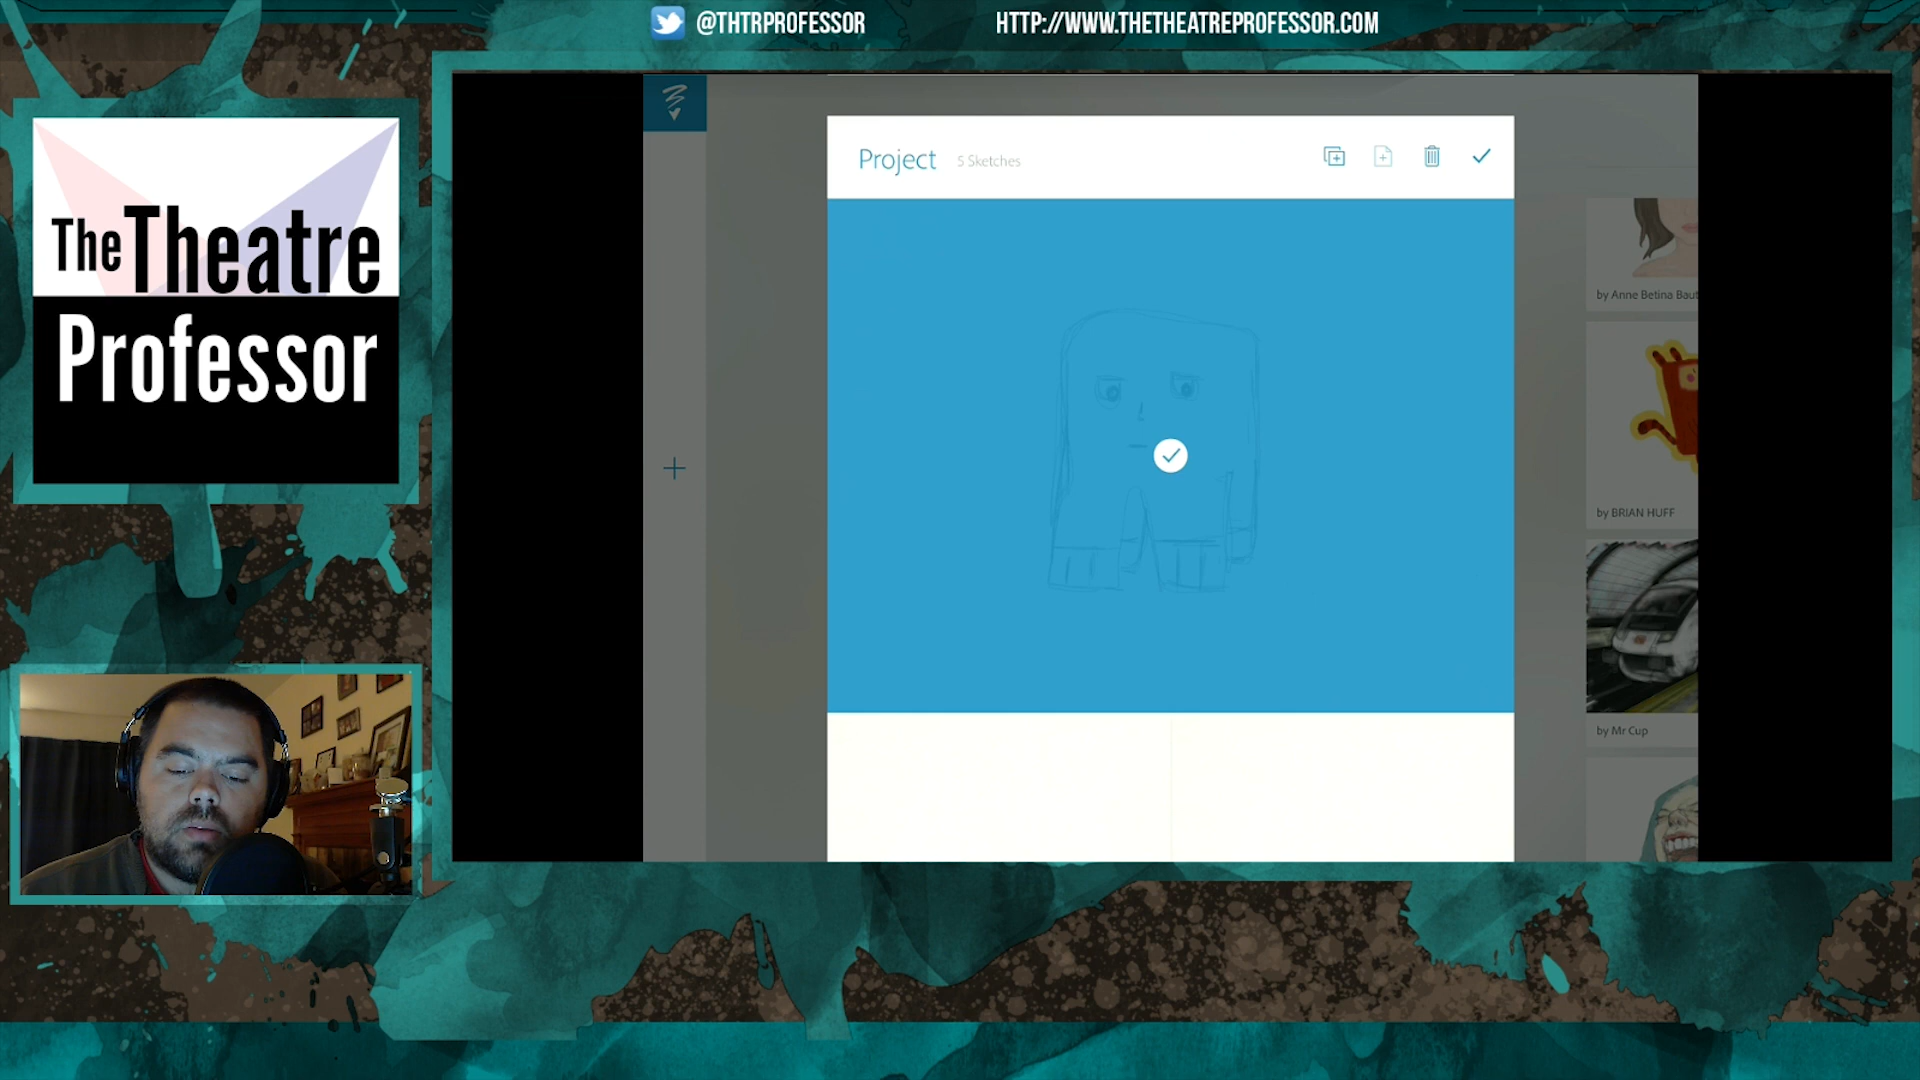 @THTRPROFESSOR
HTTP://WWW.THETHEATREPROFESSOR.COM
The Theatre
Professor
Project
5 Sketches
by Anne Betina Baut
by BRIAN HUFF
by Mr Cup